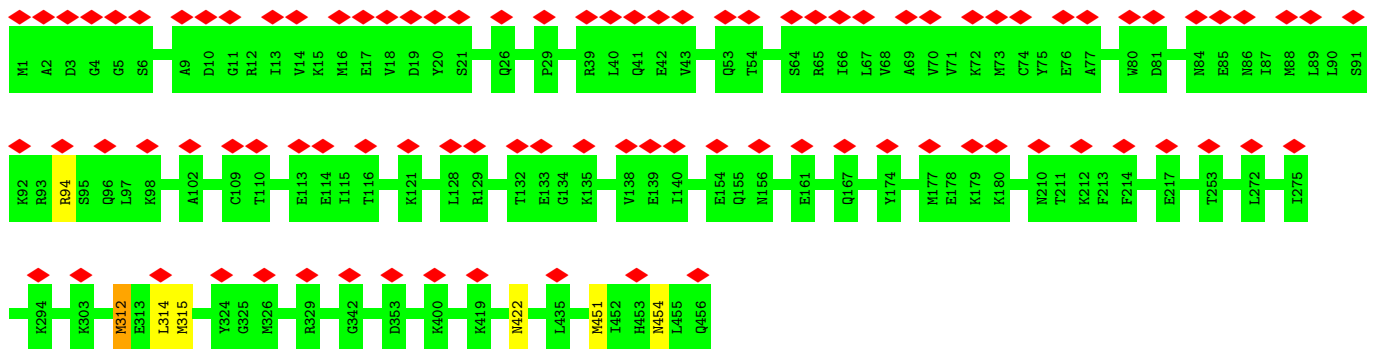 M1 A2 D3 G4 G5 S6 A9 D10 G11 R12 I13 V14 K15 M16 E17 V18 D19 Y20 S21 Q26 P29 R39 L40 Q41 E42 V43 Q53 T54 S64 R65 I66 L67 V68 A69 V70 V71 K72 M73 C74 Y75 E76 A77 W80 D81 N84 E85 N86 I87 M88 L89 L90 S91
K92 R93 R94 S95 Q96 L97 K98 A102 C109 T110 E113 E114 I115 T116 K121 L128 R129 T132 E133 G134 K135 V138 E139 I140 E154 Q155 N156 E161 Q167 Y174 M177 E178 K179 K180 N210 T211 K212 F213 F214 E217 T253 L272 I275
K294 K303 M312 E313 L314 M315 Y324 G325 M326 R329 G342 D353 K400 K419 N422 L435 M451 I452 H453 N454 L455 Q456